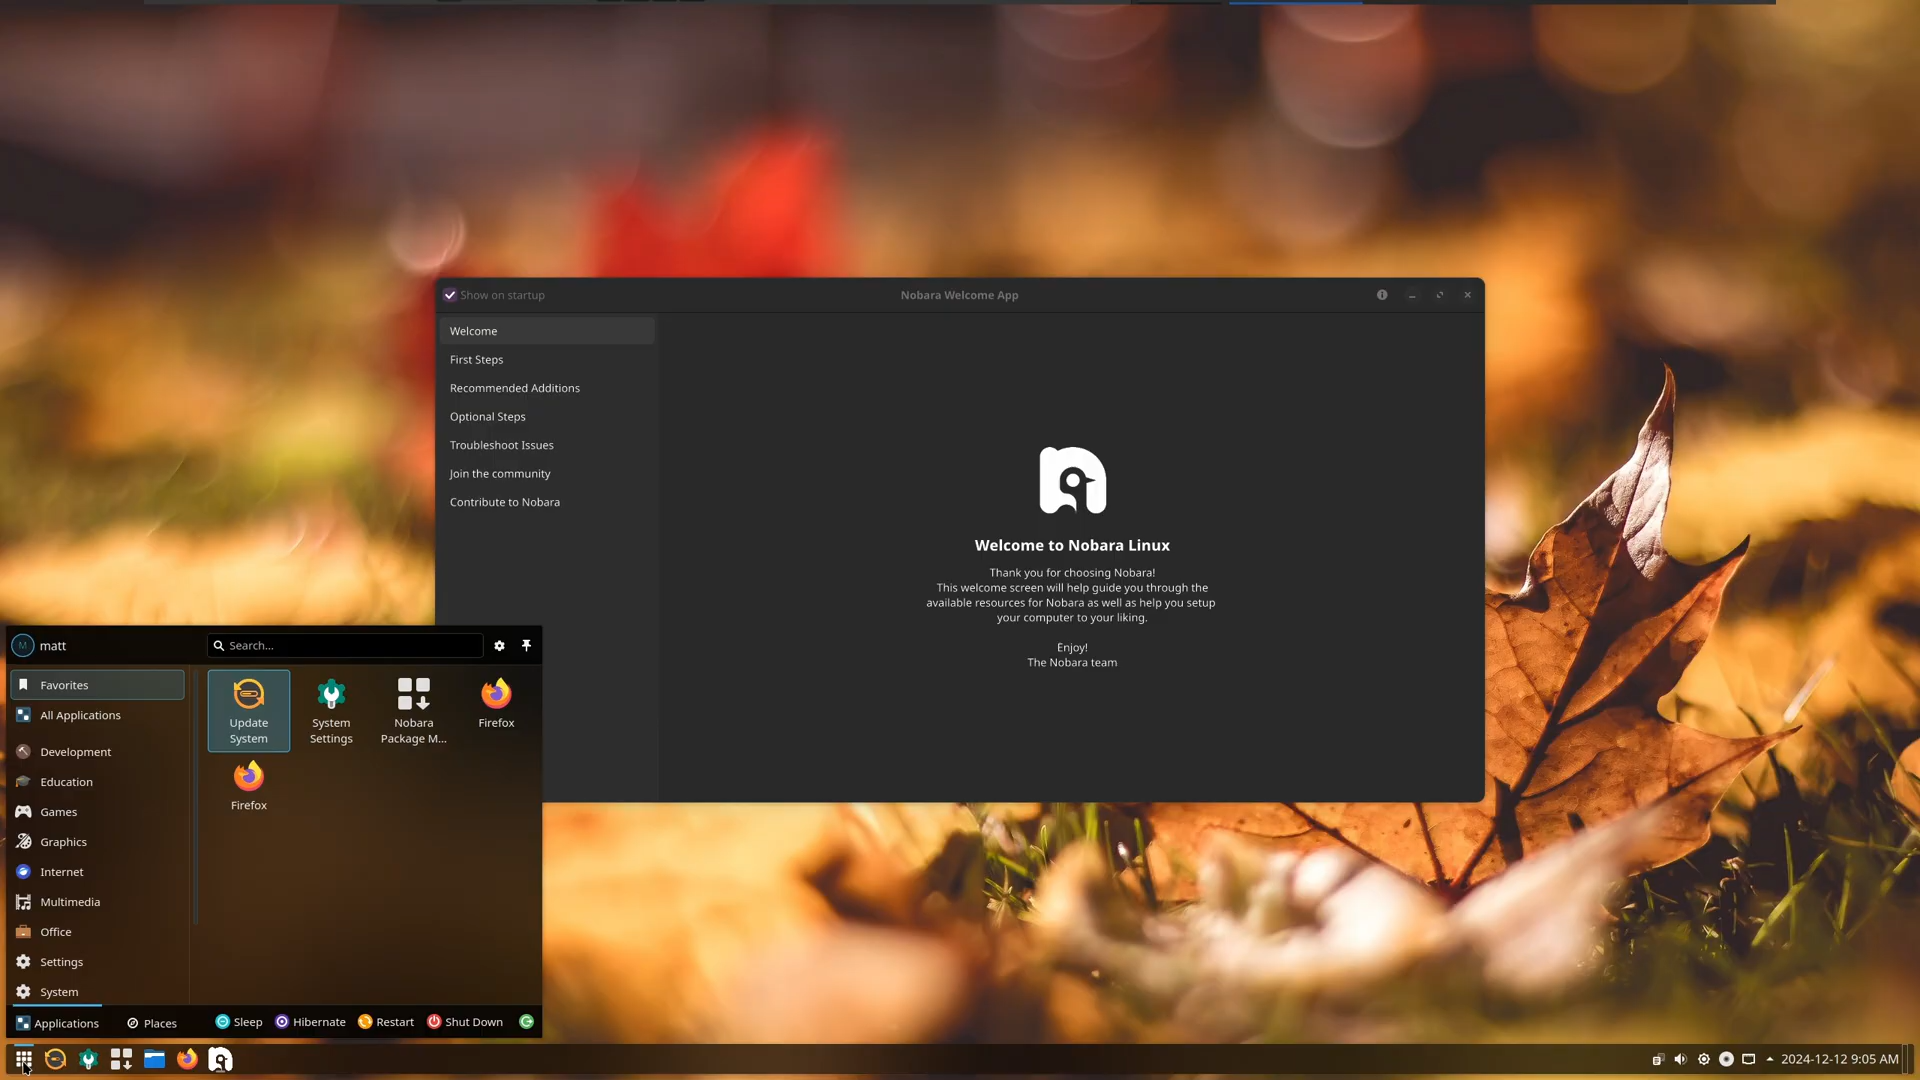 Show on startup
Nobara Welcome App
Welcome
First Steps
Recommended Additions
Optional Steps
Troubleshoot Issues
Join the community
Contribute to Nobara
Welcome to Nobara Linux
Thank you for choosing Nobara!
This welcome screen will help guide you through the
available resources for Nobara as well as help you setup
your computer to your liking.
Enjoy!
The Nobara team
M
matt
Search...
Favorites
All Applications
Development
Education
Games
Graphics
Internet
Multimedia
Office
Settings
System
Update
System
System
Settings
Nobara
Package M...
Firefox
Firefox
Applications
Places
Sleep
Hibernate
Restart
Shut Down
2024-12-12 9:05 AM